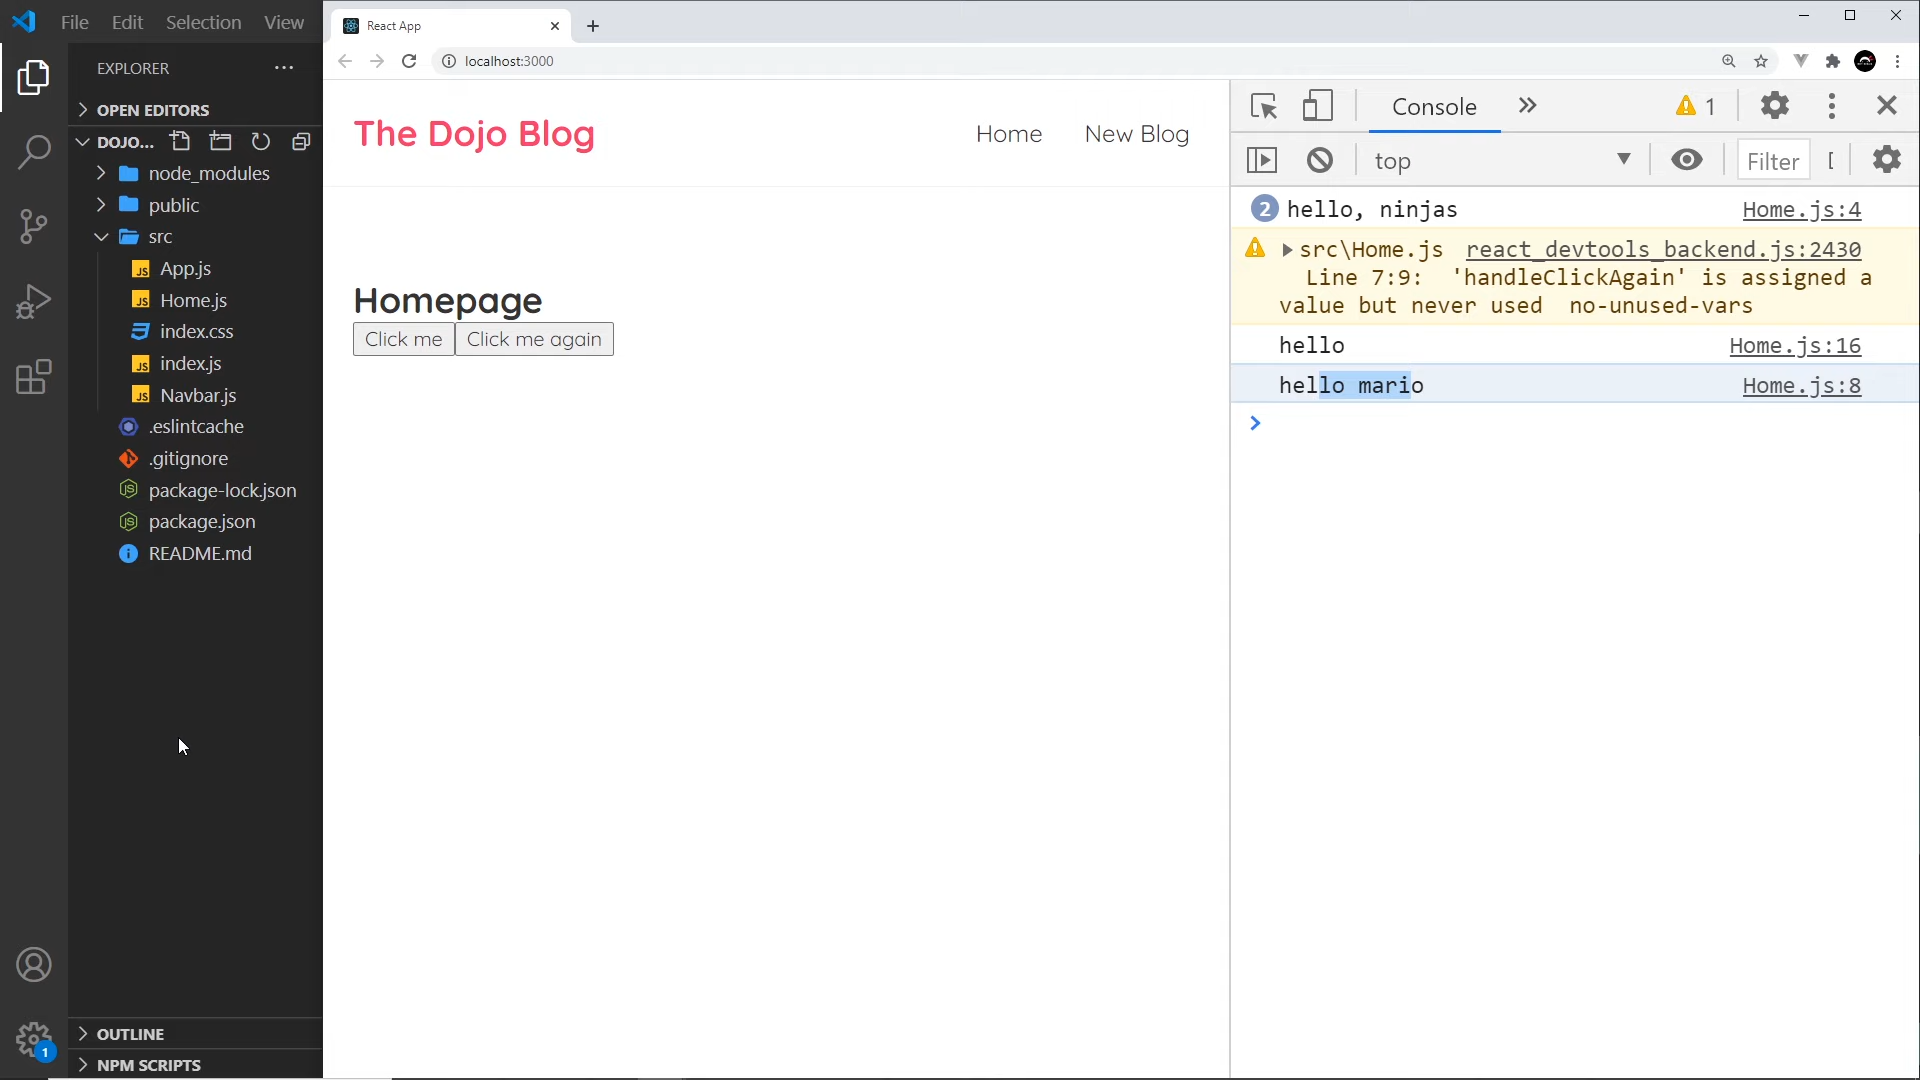 File Edit Selection View
EXPLORER
OPEN EDITORS
DOJO...
node_modules
public
src
App.js
Home.js
index.css
index.js
Navbar.js
.eslintcache
.gitignore
package-lock.json
package.json
README.md
OUTLINE
NPM SCRIPTS
1
React App
localhost:3000
The Dojo Blog
Home New Blog
Homepage
Click me Click me again
Console 1
top Filter
2 hello, ninjas Home.js:4
src\Home.js react_devtools_backend.js:2430
Line 7:9: 'handleClickAgain' is assigned a
value but never used no-unused-vars
hello Home.js:16
hello mario Home.js:8